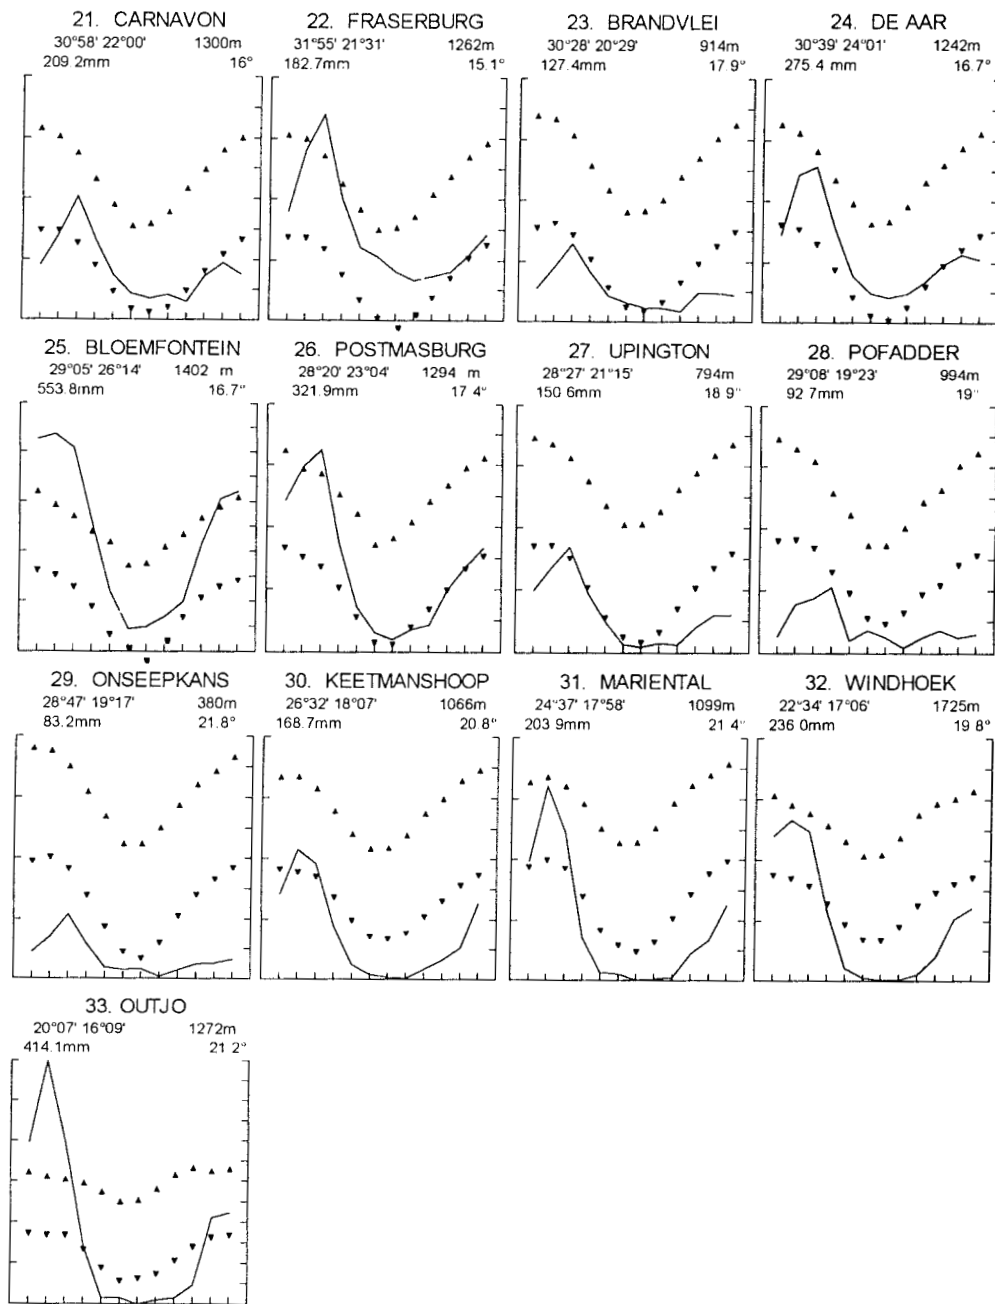 21. CARNAVON
30°58' 22°00' 1300m
209.2mm 16°
22. FRASERBURG
31°55' 21°31' 1262m
182.7mm 15.1°
23. BRANDVLEI
30°28' 20°29' 914m
127.4mm 17.9°
24. DE AAR
30°39' 24°01' 1242m
275 4 mm 16.7°
25. BLOEMFONTEIN
29°05' 26°14' 1402 m
553.8mm 16.7°
26. POSTMASBURG
28°20' 23°04' 1294 m
321.9mm 17 4°
27. UPINGTON
28°27' 21°15' 794m
150 6mm 18 9°
28. POFADDER
29°08' 19°23' 994m
92 7mm 19°
29. ONSEEPKANS
28°47' 19°17' 380m
83.2mm 21.8°
30. KEETMANSHOOP
26°32' 18°07' 1066m
168.7mm 20 8°
31. MARIENTAL
24°37' 17°58' 1099m
203 9mm 21 4°
32. WINDHOEK
22°34' 17°06' 1725m
236 0mm 19 8°
33. OUTJO
20°07' 16°09' 1272m
414.1mm 21 2°